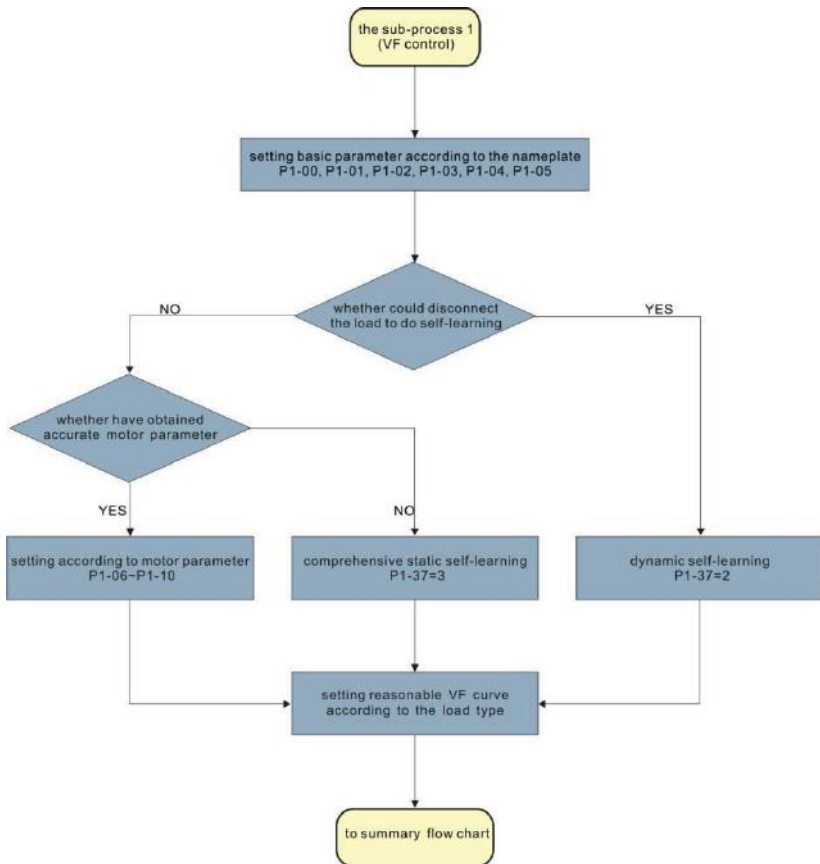 the sub-process 1
(VF control)
setting basic parameter according to the nameplate
P1-00, P1-01, P1-02, P1-03, P1-04, P1-05
whether could disconnect
the load to do self-learning
NO
YES
whether have obtained
accurate motor parameter
YES
NO
setting according to motor parameter
P1-06~P1-10
comprehensive static self-learning
P1-37=3
dynamic self-learning
P1-37=2
setting reasonable VF curve
according to the load type
to summary flow chart